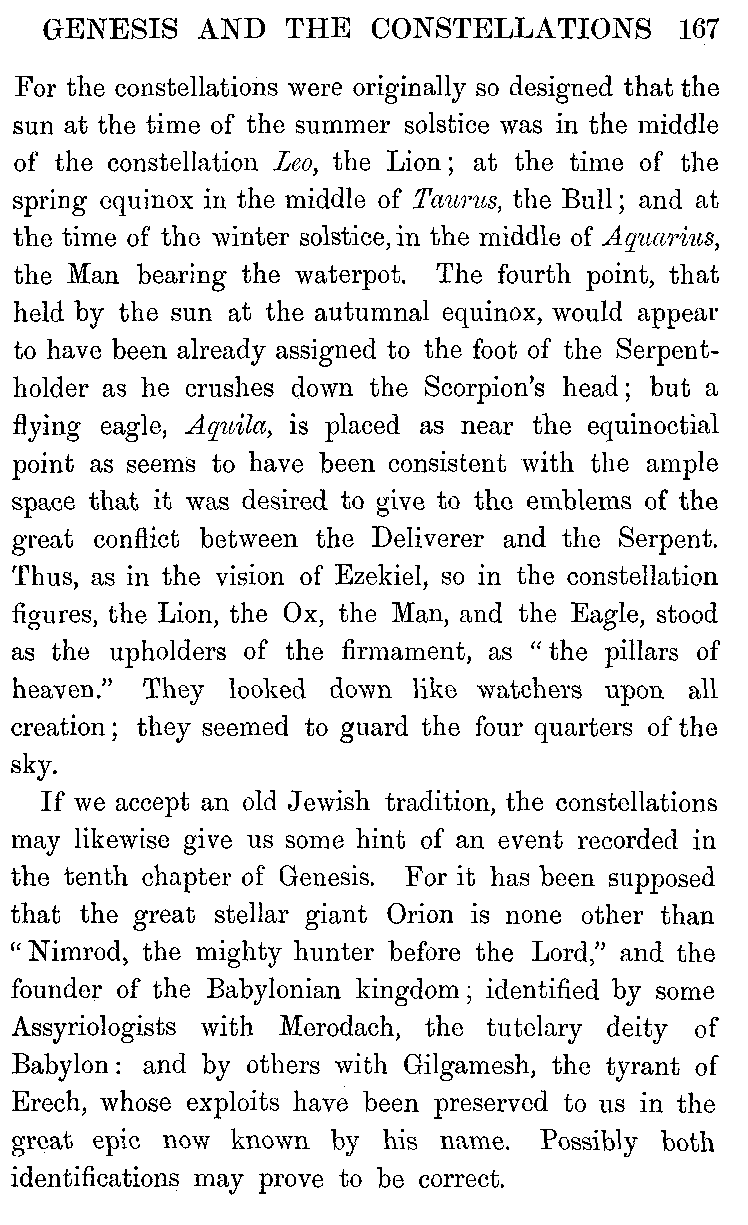 GENESIS AND THE CONSTELLATIONS 167
For the constellations were originally so designed that the
sun at the time of the summer solstice was in the middle
of the constellation Leo, the Lion; at the time of the
spring equinox in the middle of Taurus, the Bull; and at
the time of the winter solstice, in the middle of Aquarius,
the Man bearing the waterpot. The fourth point, that
held by the sun at the autumnal equinox, would appear
to have been already assigned to the foot of the Serpent-
holder as he crushes down the Scorpion's head; but a
flying eagle, Aquila, is placed as near the equinoctial
point as seems to have been consistent with the ample
space that it was desired to give to the emblems of the
great conflict between the Deliverer and the Serpent.
Thus, as in the vision of Ezekiel, so in the constellation
figures, the Lion, the Ox, the Man, and the Eagle, stood
as the upholders of the firmament, as "the pillars of
heaven." They looked down like watchers upon all
creation; they seemed to guard the four quarters of the
sky.
If we accept an old Jewish tradition, the constellations
may likewise give us some hint of an event recorded in
the tenth chapter of Genesis. For it has been supposed
that the great stellar giant Orion is none other than
"Nimrod, the mighty hunter before the Lord," and the
founder of the Babylonian kingdom; identified by some
Assyriologists with Merodach, the tutelary deity of
Babylon: and by others with Gilgamesh, the tyrant of
Erech, whose exploits have been preserved to us in the
great epic now known by his name. Possibly both
identifications may prove to be correct.